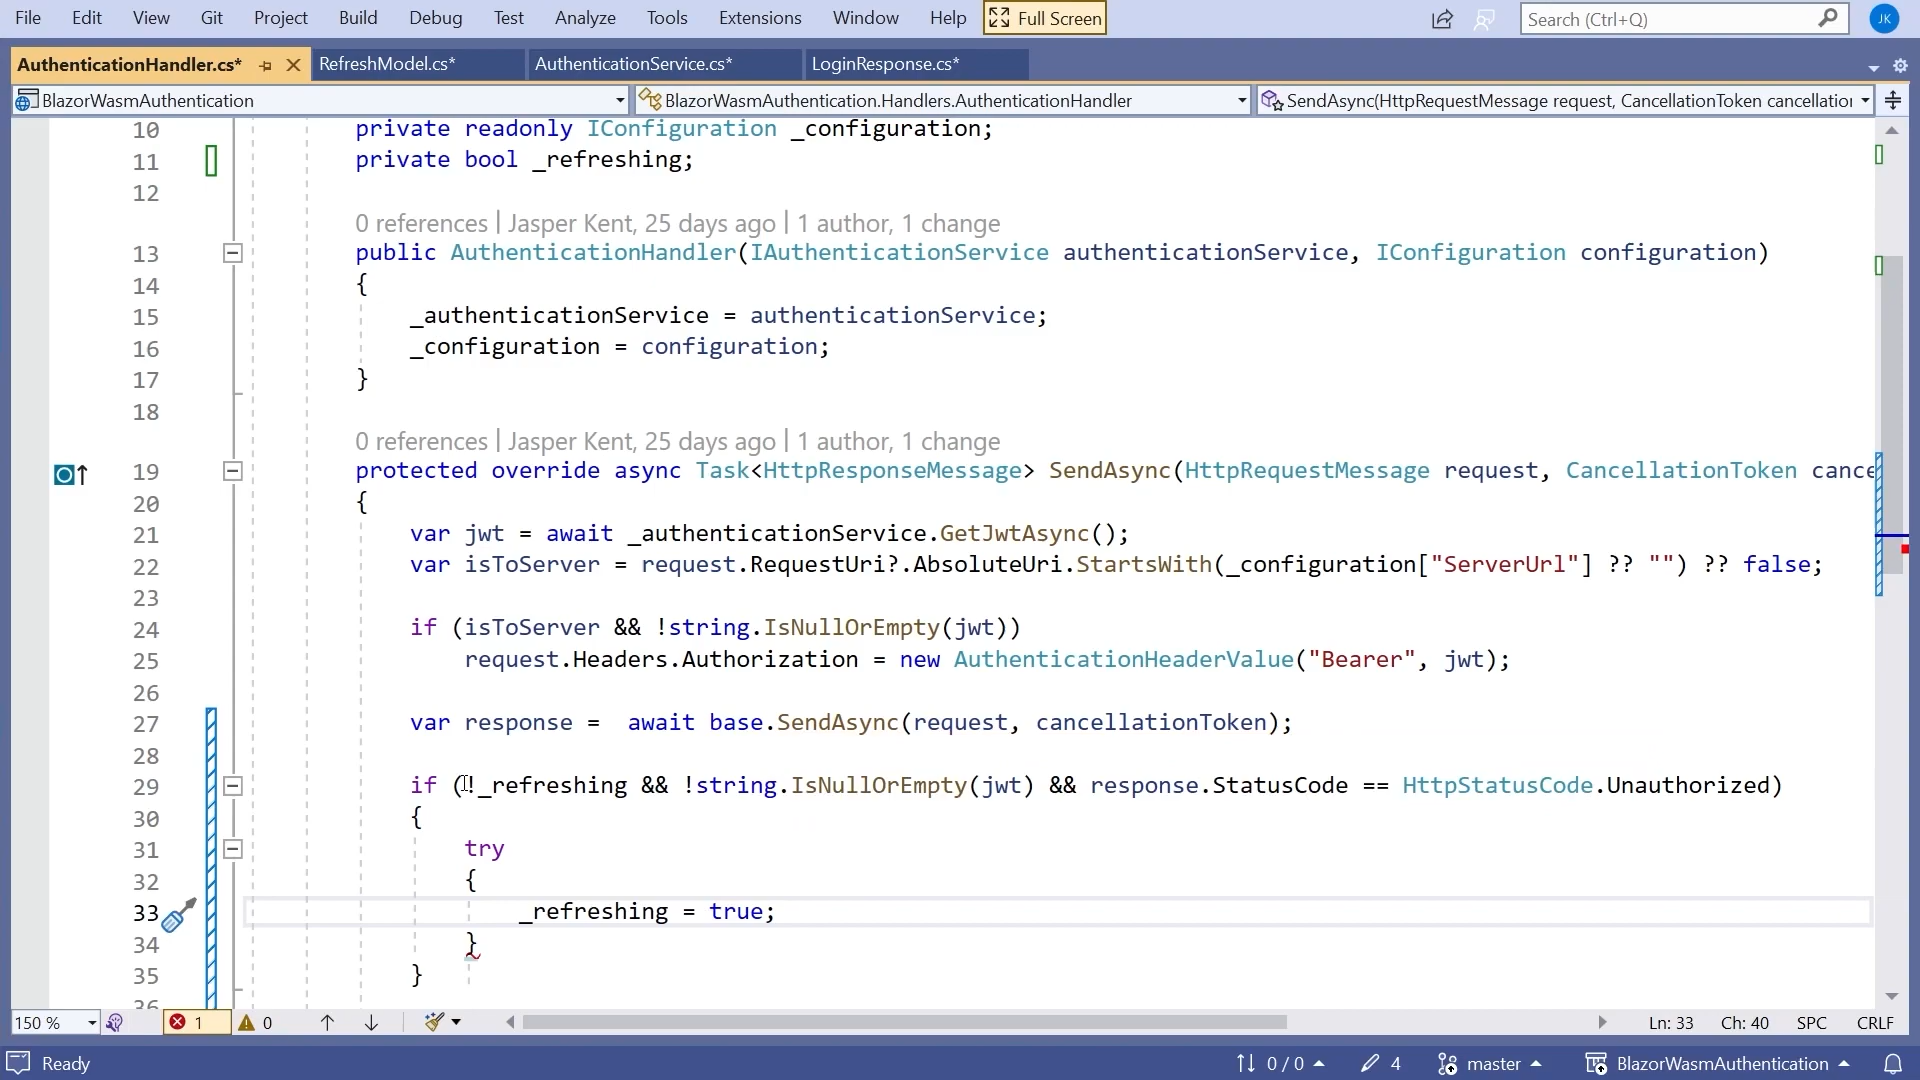 File Edit View Git Project Build Debug Test Analyze Tools Extensions Window Help Full Screen Search (Ctrl+Q) JK
AuthenticationHandler.cs* RefreshModel.cs* AuthenticationService.cs* LoginResponse.cs*
BlazorWasmAuthentication BlazorWasmAuthentication.Handlers.AuthenticationHandler SendAsync(HttpRequestMessage request, CancellationToken cancellatior
10 private readonly IConfiguration _configuration;
11 private bool _refreshing;
12
0 references | Jasper Kent, 25 days ago | 1 author, 1 change
13 public AuthenticationHandler(IAuthenticationService authenticationService, IConfiguration configuration)
14 {
15 _authenticationService = authenticationService;
16 _configuration = configuration;
17 }
18
0 references | Jasper Kent, 25 days ago | 1 author, 1 change
19 protected override async Task<HttpResponseMessage> SendAsync(HttpRequestMessage request, CancellationToken cance
20 {
21 var jwt = await _authenticationService.GetJwtAsync();
22 var isToServer = request.RequestUri?.AbsoluteUri.StartsWith(_configuration["ServerUrl"] ?? "") ?? false;
23
24 if (isToServer && !string.IsNullOrEmpty(jwt))
25 request.Headers.Authorization = new AuthenticationHeaderValue("Bearer", jwt);
26
27 var response =  await base.SendAsync(request, cancellationToken);
28
29 if (!_refreshing && !string.IsNullOrEmpty(jwt) && response.StatusCode == HttpStatusCode.Unauthorized)
30 {
31 try
32 {
33 _refreshing = true;
34 }
35 }
36
150 % 1 0 Ln: 33 Ch: 40 SPC CRLF
Ready 0 / 0 4 master BlazorWasmAuthentication